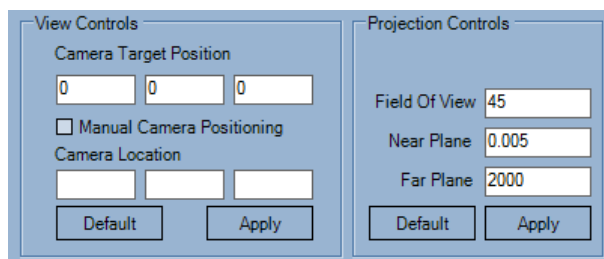 View Controls
Camera Target Position
0 0 0
Manual Camera Positioning
Camera Location
Default Apply
Projection Controls
Field Of View 45
Near Plane 0.005
Far Plane 2000
Default Apply